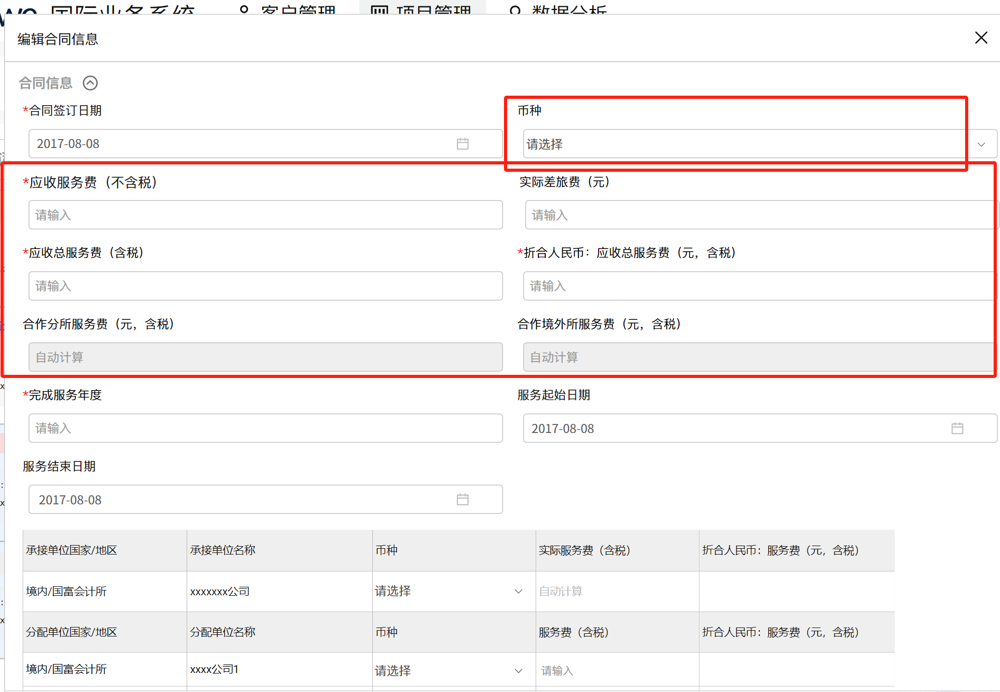 国际业务系统 客户管理 项目管理 数据分析
编辑合同信息
合同信息
*合同签订日期 币种
2017-08-08 请选择
*应收服务费（不含税） 实际差旅费（元）
请输入 请输入
*应收总服务费（含税） *折合人民币：应收总服务费（元，含税）
请输入 请输入
合作分所服务费（元，含税） 合作境外所服务费（元，含税）
自动计算 自动计算
*完成服务年度 服务起始日期
请输入 2017-08-08
服务结束日期
2017-08-08
承接单位国家/地区 承接单位名称 币种 实际服务费（含税） 折合人民币：服务费（元，含税）
境内/国富会计所 xxxxxxx公司 请选择 自动计算
分配单位国家/地区 分配单位名称 币种 服务费（含税） 折合人民币：服务费（元，含税）
境内/国富会计所 xxxx公司1 请选择 请输入